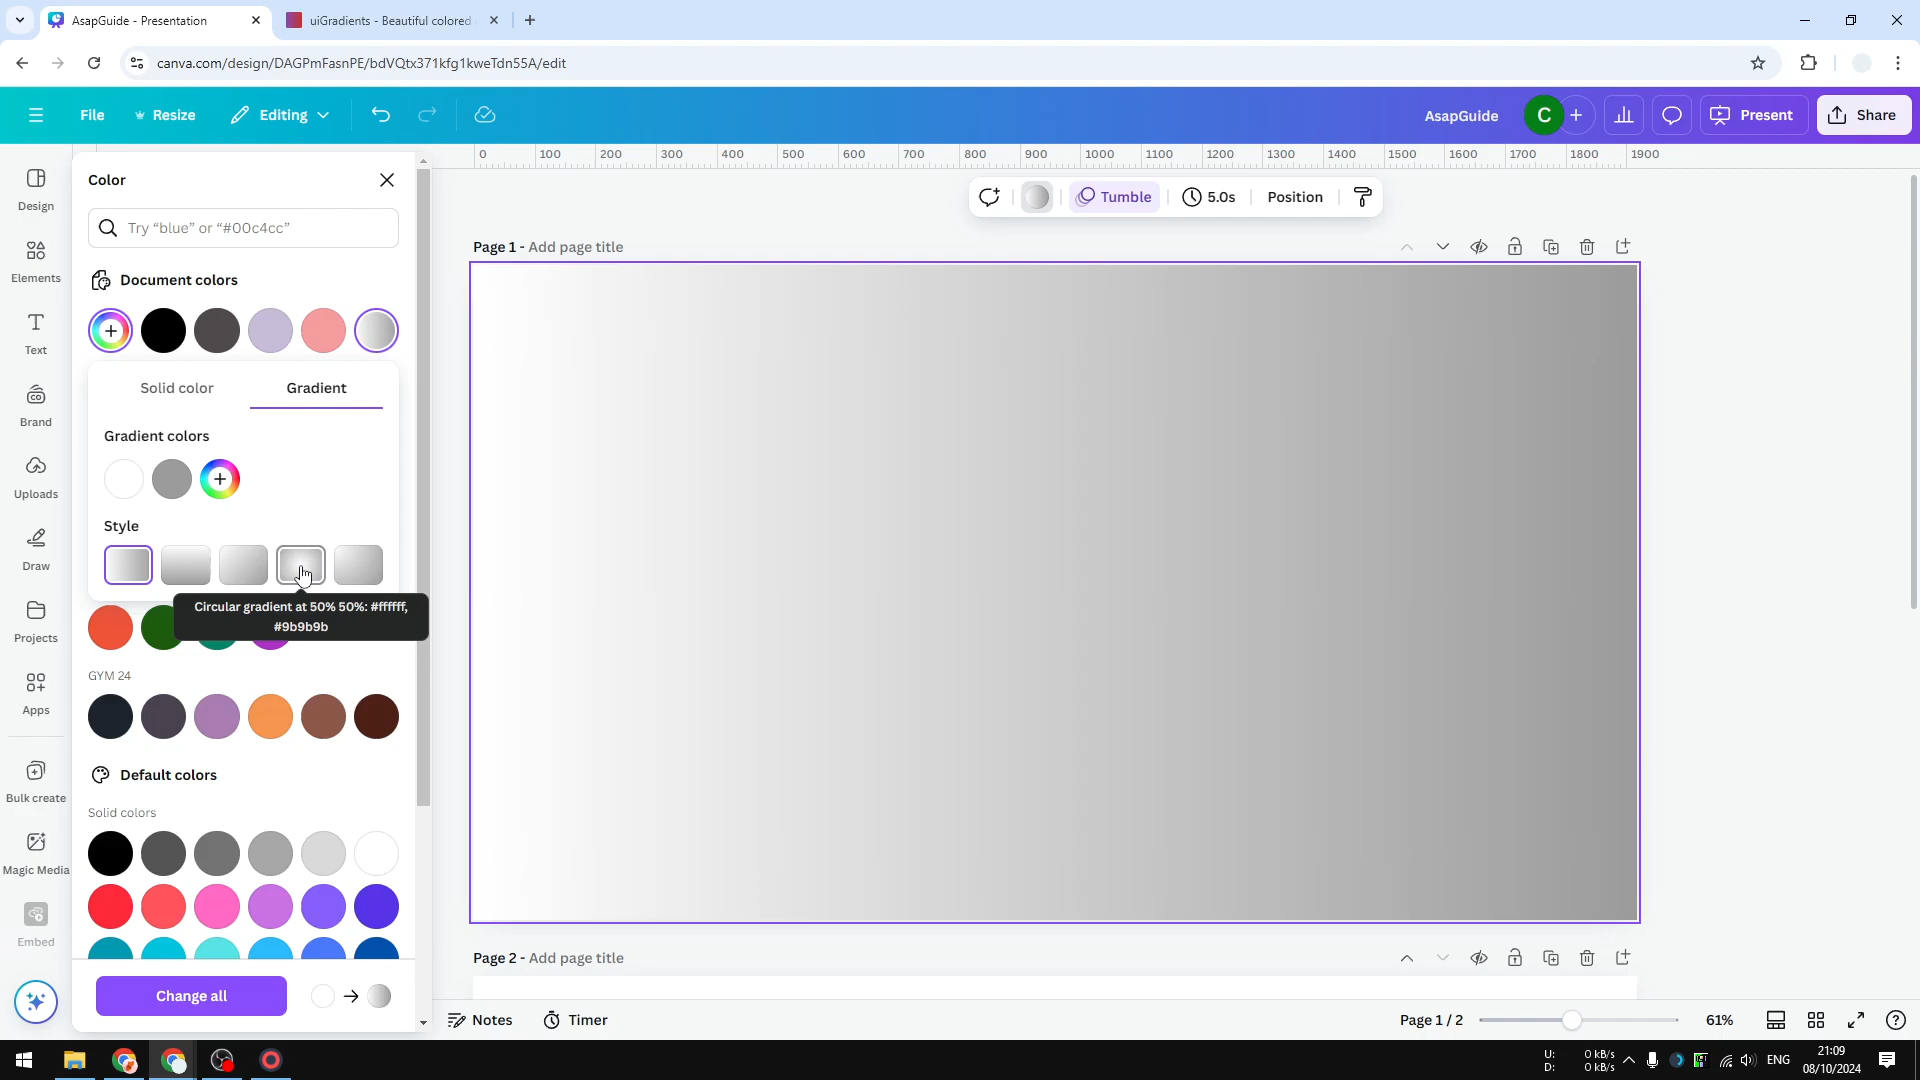 AsapGuide - Presentation
uiGradients - Beautiful colored
canva.com/design/DAGPmFasnPE/bdVQtx371kfg1kweTdn55A/edit
File
Resize
Editing
AsapGuide
C
Present
Share
Design
Elements
Text
Brand
Uploads
Draw
Projects
Apps
Bulk create
Magic Media
Embed
Color
Try “blue” or “#00c4cc”
Document colors
Solid color
Gradient
Gradient colors
Style
Circular gradient at 50% 50%: #ffffff,
#9b9b9b
GYM 24
Default colors
Solid colors
Change all
0 100 200 300 400 500 600 700 800 900 1000 1100 1200 1300 1400 1500 1600 1700 1800 1900
Tumble
5.0s
Position
Page 1 - Add page title
Page 2 - Add page title
Notes
Timer
Page 1 / 2
61%
U: 0 kB/s
D: 0 kB/s
ENG
21:09
08/10/2024